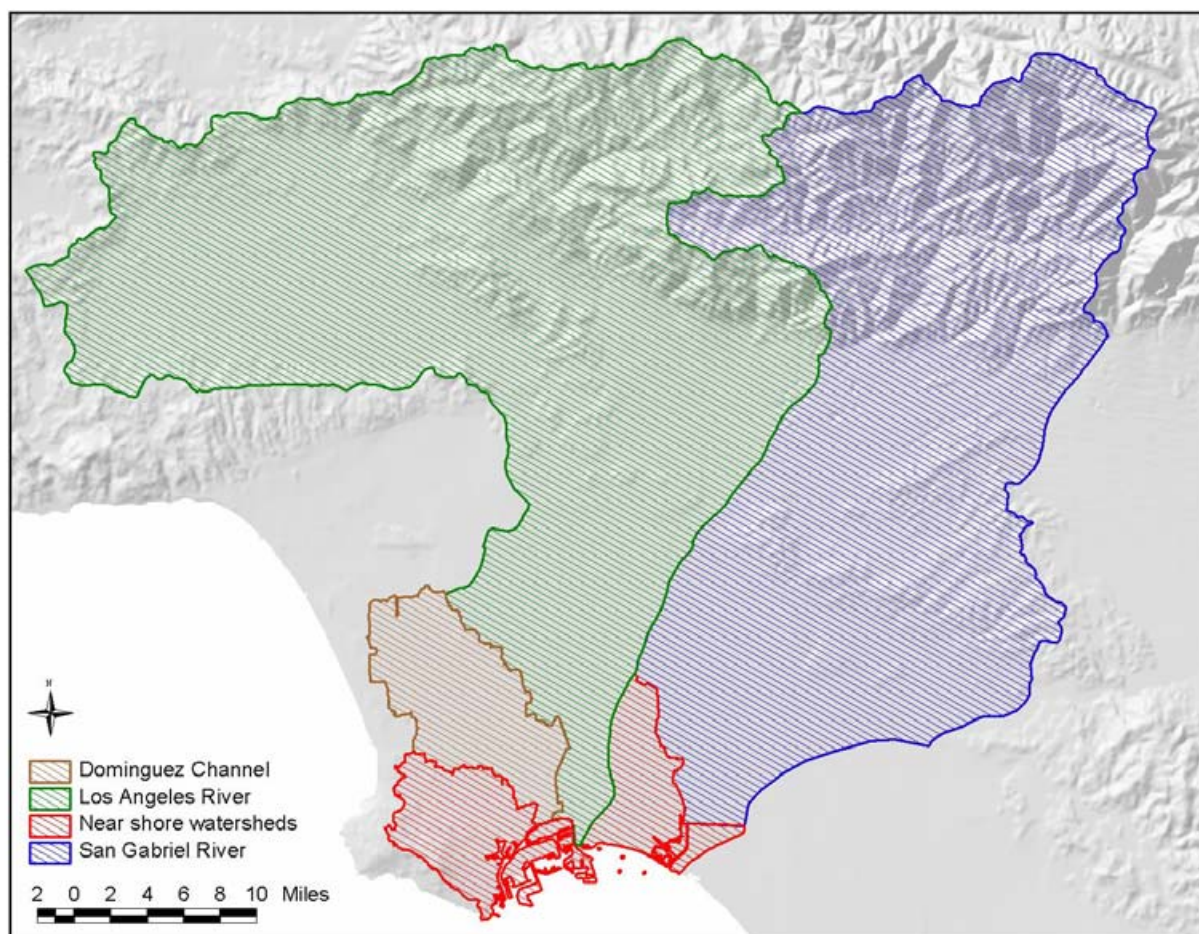 N
Dominguez Channel
Los Angeles River
Near shore watersheds
San Gabriel River
2 0 2 4 6 8 10 Miles